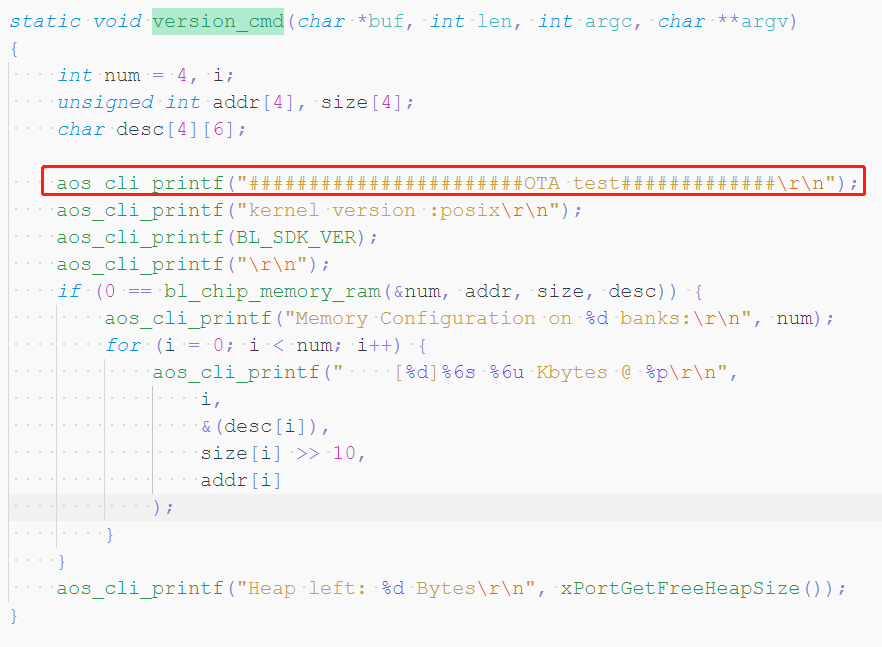 static void version_cmd(char *buf, int len, int argc, char **argv)
{
    int num = 4, i;
    unsigned int addr[4], size[4];
    char desc[4][6];

    aos_cli_printf("#######################OTA test#############\r\n");
    aos_cli_printf("kernel version :posix\r\n");
    aos_cli_printf(BL_SDK_VER);
    aos_cli_printf("\r\n");
    if (0 == bl_chip_memory_ram(&num, addr, size, desc)) {
        aos_cli_printf("Memory Configuration on %d banks:\r\n", num);
        for (i = 0; i < num; i++) {
            aos_cli_printf("    [%d]%6s %6u Kbytes @ %p\r\n",
                i,
                &(desc[i]),
                size[i] >> 10,
                addr[i]
            );
        }
    }
    aos_cli_printf("Heap left: %d Bytes\r\n", xPortGetFreeHeapSize());
}